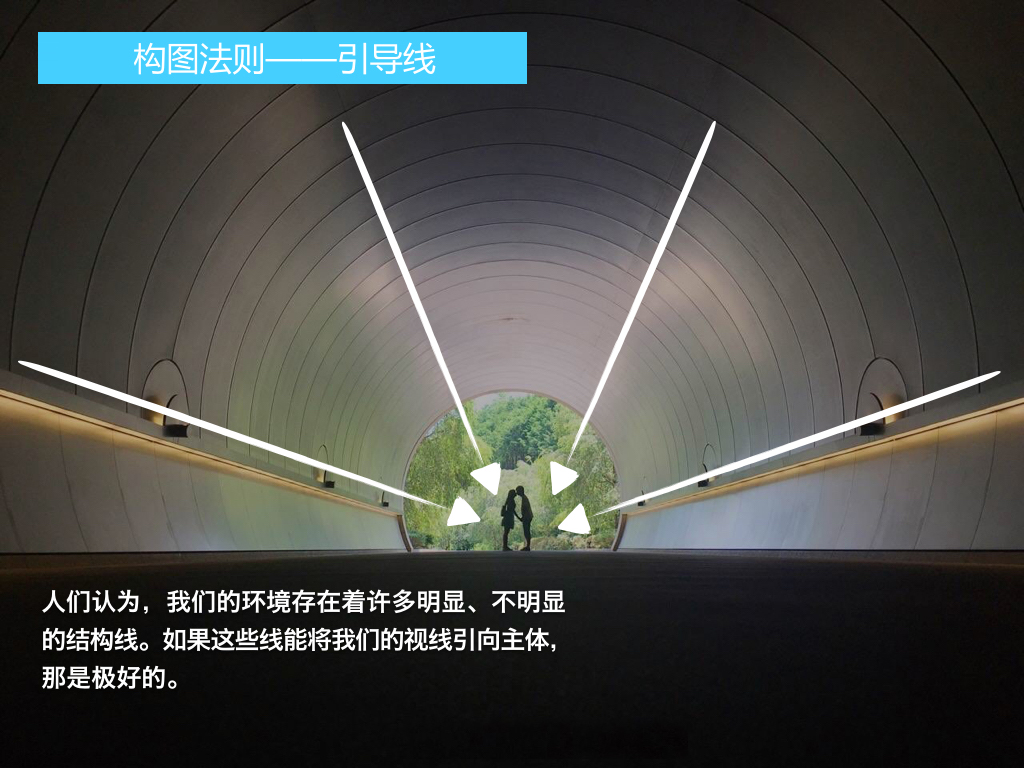 构图法则——引导线
人们认为，我们的环境存在着许多明显、不明显
的结构线。如果这些线能将我们的视线引向主体，
那是极好的。